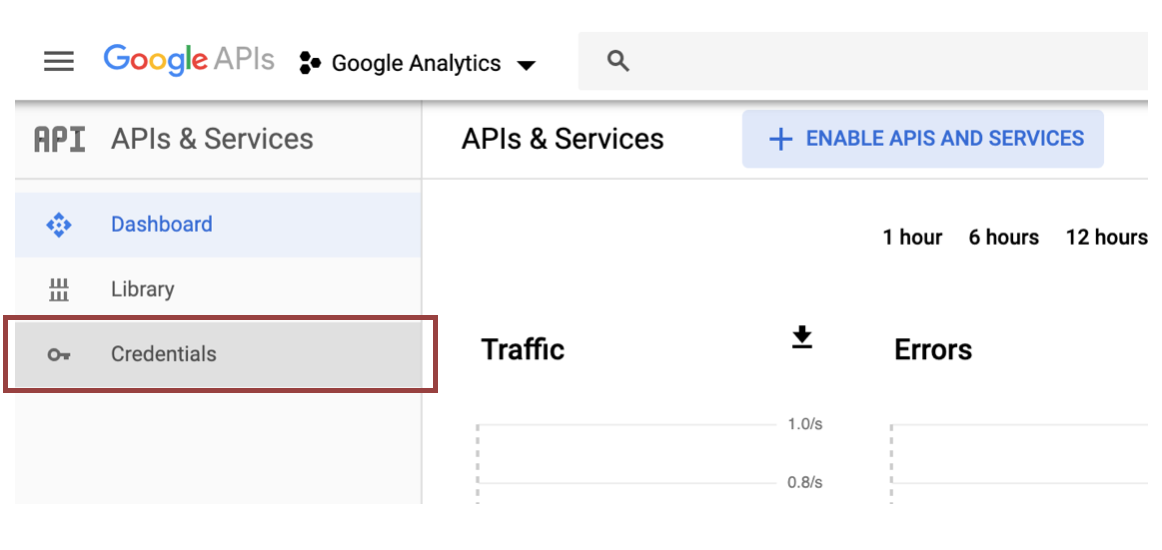 Google APIs Google Analytics
API APIs & Services
APIs & Services + ENABLE APIS AND SERVICES
Dashboard
Library
Credentials
1 hour 6 hours 12 hours
Traffic
1.0/s
0.8/s
Errors